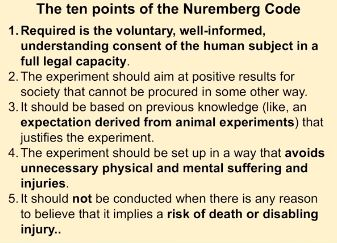 The ten points of the Nuremberg Code
1. Required is the voluntary, well-informed,
understanding consent of the human subject in a
full legal capacity.
2. The experiment should aim at positive results for
society that cannot be procured in some other way.
3. It should be based on previous knowledge (like, an
expectation derived from animal experiments) that
justifies the experiment.
4. The experiment should be set up in a way that avoids
unnecessary physical and mental suffering and
injuries.
5. It should not be conducted when there is any reason
to believe that it implies a risk of death or disabling
injury..